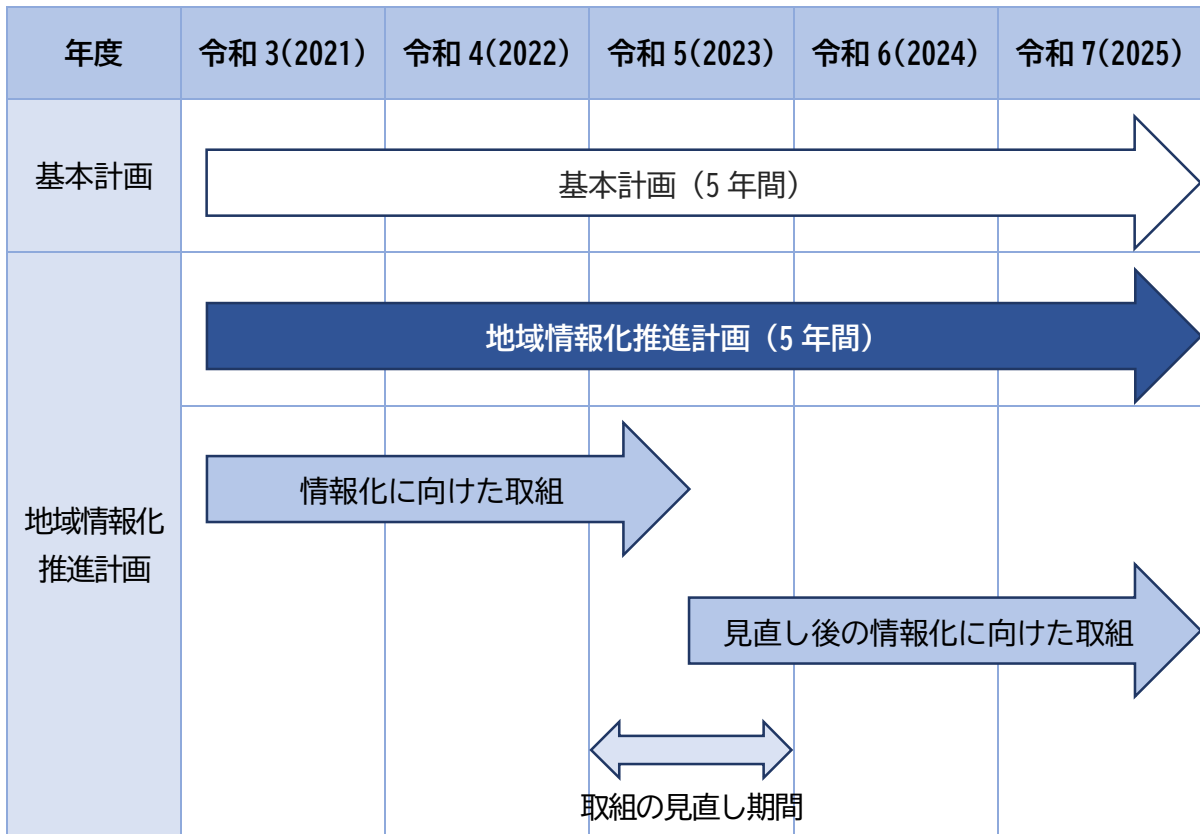 年度
令和 3(2021)
令和 4(2022)
令和 5(2023)
令和 6(2024)
令和 7(2025)
基本計画
基本計画（5 年間）
地域情報化
推進計画
地域情報化推進計画（5 年間）
情報化に向けた取組
見直し後の情報化に向けた取組
取組の見直し期間